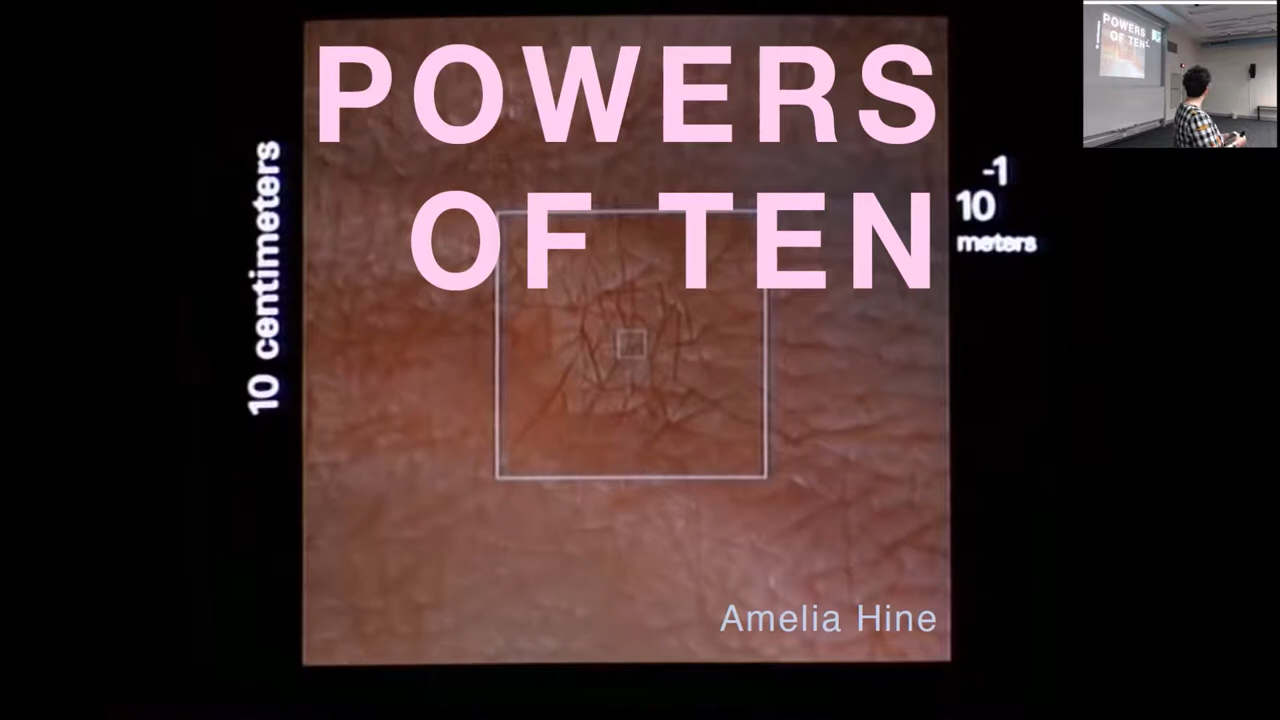 POWERS
OF TEN
10 centimeters
-1
10
meters
Amelia Hine
POWERS
OF TEN